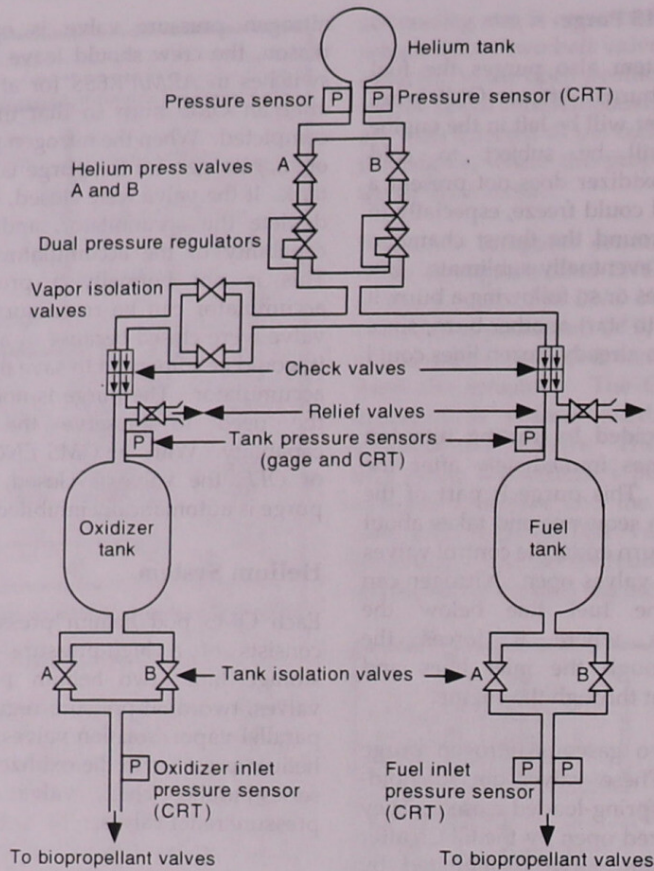 Helium tank
Pressure sensor
P
P
Pressure sensor (CRT)
Helium press valves
A and B
A
B
Dual pressure regulators
Vapor isolation
valves
Check valves
Relief valves
P
Tank pressure sensors
(gage and CRT)
P
Oxidizer
tank
Fuel
tank
A
B
Tank isolation valves
A
B
P
Oxidizer inlet
pressure sensor
(CRT)
Fuel inlet
pressure sensor
(CRT)
P
P
To biopropellant valves
To biopropellant valves